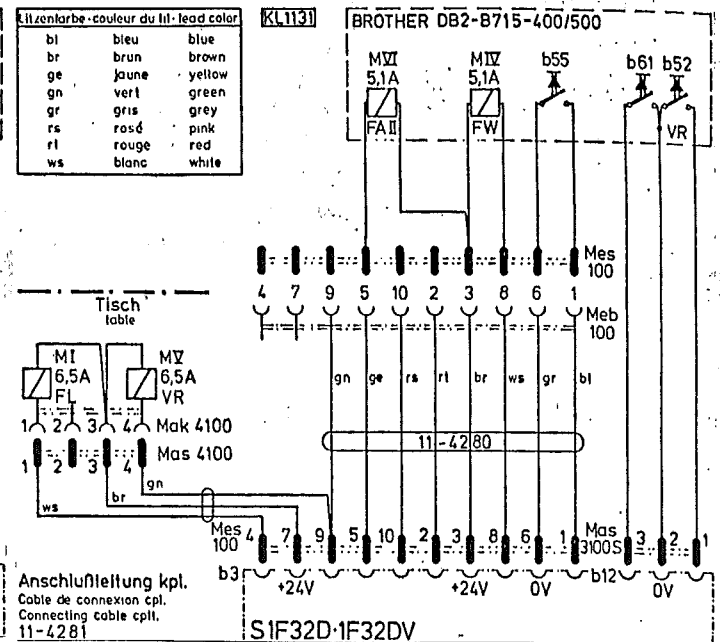 Litzenfarbe · couleur du fil · lead color
bl bleu blue
br brun brown
ge jaune yellow
gn vert green
gr gris grey
rs rosé pink
rt rouge red
ws blanc white
KL1131
BROTHER DB2-B715-400/500
MVI MIV b55 b61 b52
5,1A 5,1A
FAII FW VR
Mes
100
4 7 9 5 10 2 3 8 6 1
Meb
100
Tisch
table
MI MV
6,5A 6,5A
FL VR
1 2 3 4 Mak 4100
Mas 4100
1 2 3 4
gn ge rs rt br ws gr bl
11-4280
gn
br
ws
Mes
100
4 7 9 5 10 2 3 8 6 1
Mas
3100S
3 2 1
b3 +24V +24V 0V b12 0V
Anschlußleitung kpl.
Cable de connexion cpl.
Connecting cable cplt.
11-4281
S1F32D·1F32DV